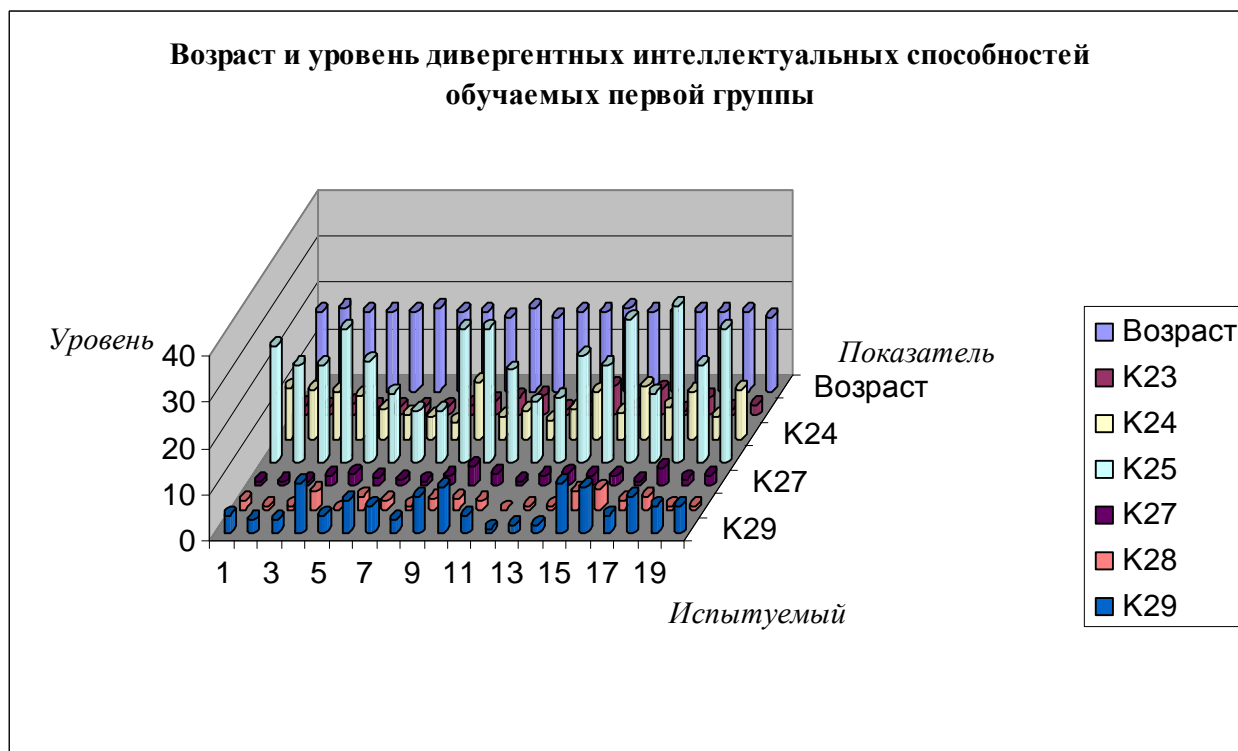 Возраст и уровень дивергентных интеллектуальных способностей
обучаемых первой группы
Уровень
40
30
20
10
0
1 3 5 7 9 11 13 15 17 19
Испытуемый
Показатель
Возраст
K24
K27
K29
Возраст
K23
K24
K25
K27
K28
K29